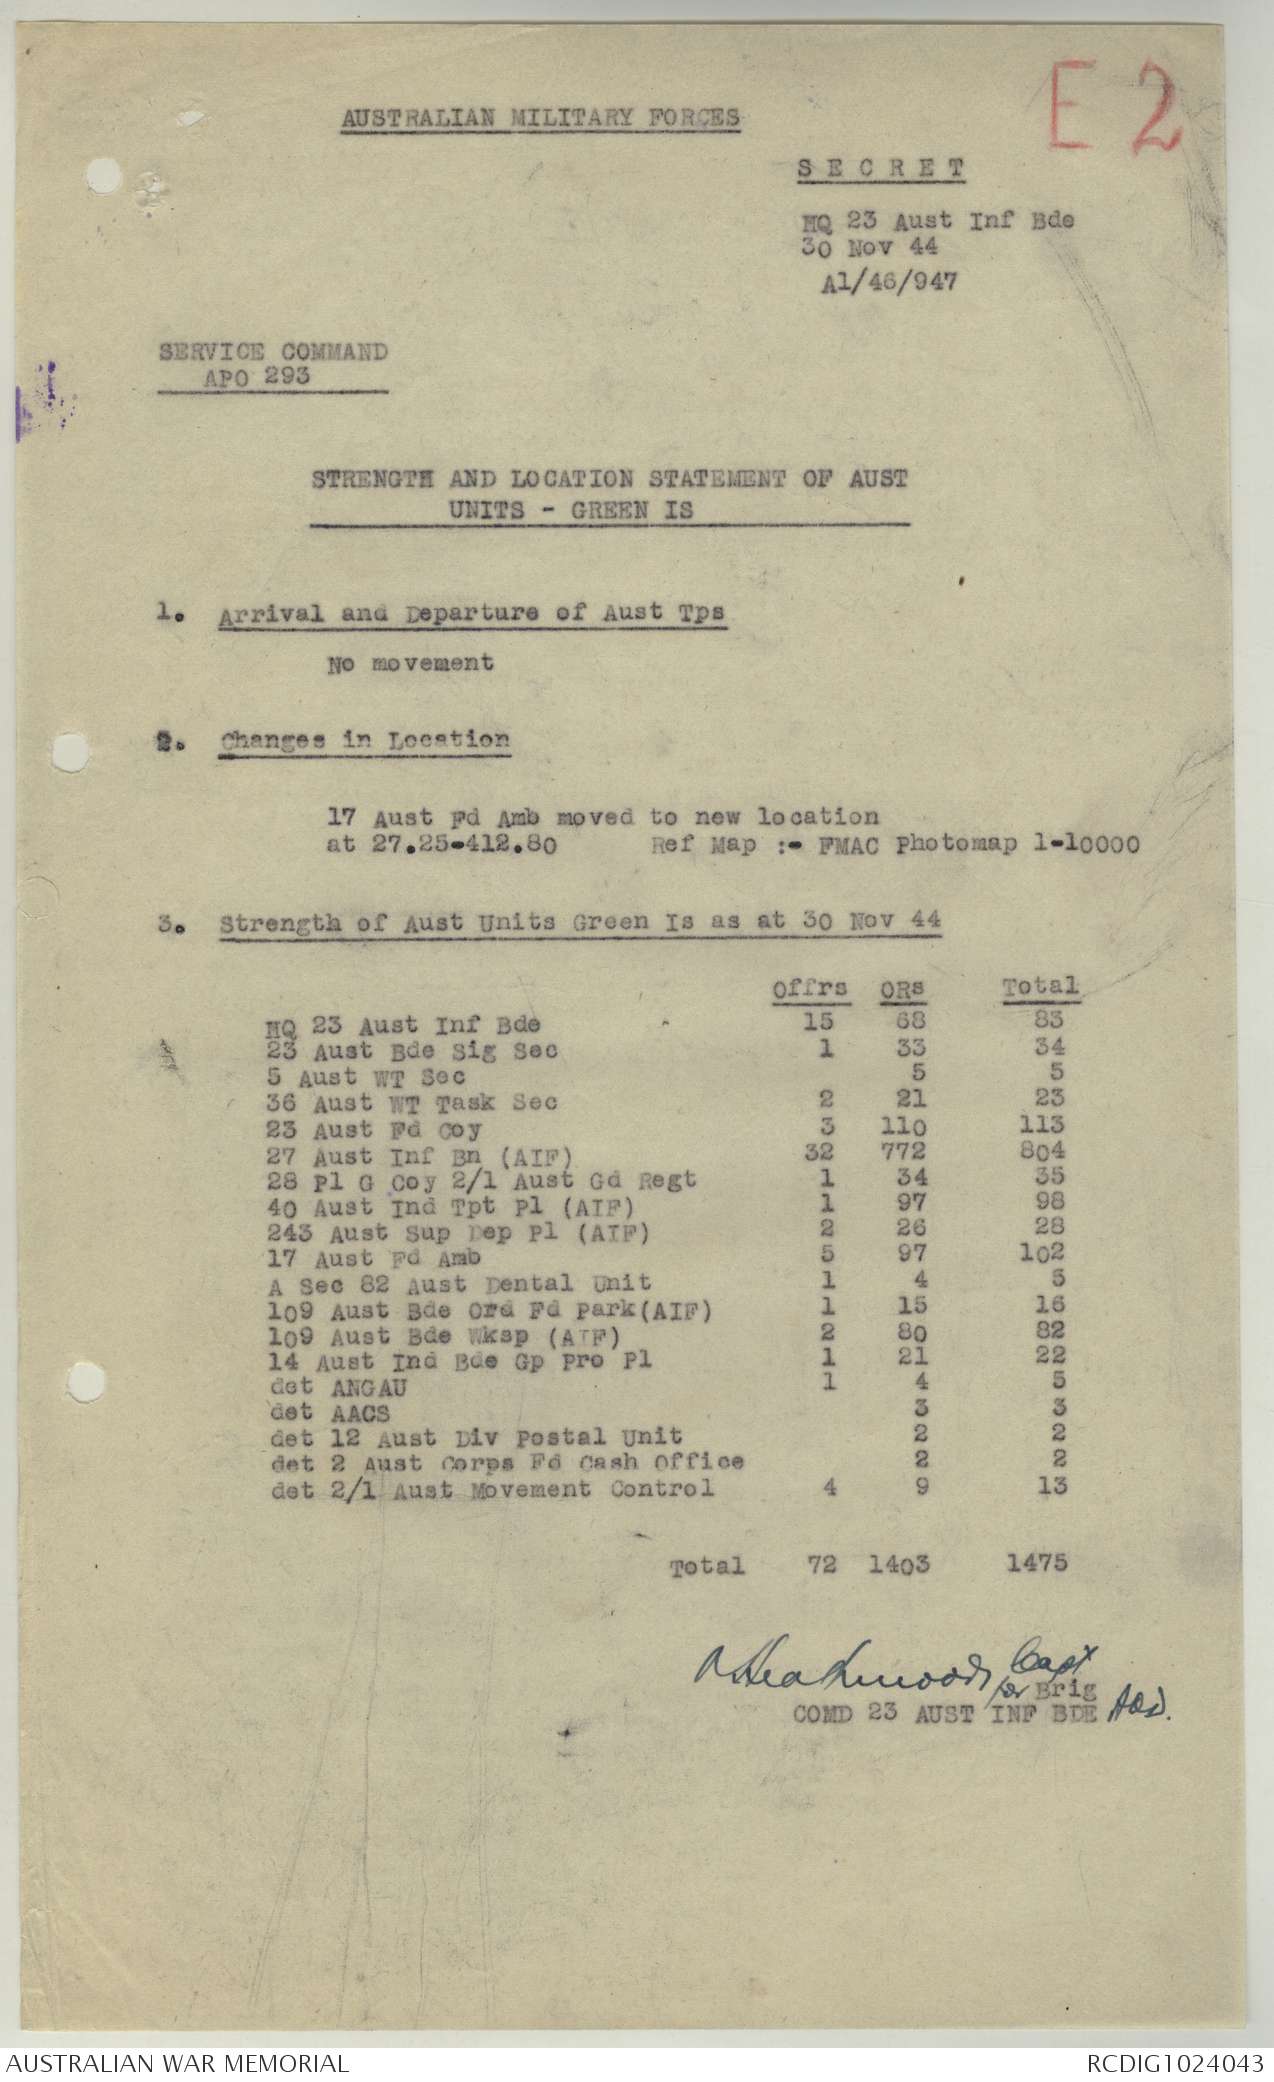 E 2
AUSTRALIAN MILITARY FORCES
S E C R E T
HQ 23 Aust Inf Bde
30 Nov 44
A1/46/947
SERVICE COMMAND
APO 293
STRENGTH AND LOCATION STATEMENT OF AUST
UNITS - GREEN IS
1. Arrival and Departure of Aust Tps
No movement
2. Changes in Location
17 Aust Fd Amb moved to new location
at 27.25-412.80 Ref Map :- FMAC Photomap 1-10000
3. Strength of Aust Units Green Is as at 30 Nov 44
Offrs ORs Total
HQ 23 Aust Inf Bde 15 68 83
23 Aust Bde Sig Sec 1 33 34
5 Aust WT Sec 5 5
36 Aust WT Task Sec 2 21 23
23 Aust Fd Coy 3 110 113
27 Aust Inf Bn (AIF) 32 772 804
28 Pl G Coy 2/1 Aust Gd Regt 1 34 35
40 Aust Ind Tpt Pl (AIF) 1 97 98
243 Aust Sup Dep Pl (AIF) 2 26 28
17 Aust Fd Amb 5 97 102
A Sec 82 Aust Dental Unit 1 4 5
109 Aust Bde Ord Fd Park(AIF) 1 15 16
109 Aust Bde Wksp (AIF) 2 80 82
14 Aust Ind Bde Gp Pro Pl 1 21 22
det ANGAU 1 4 5
det AACS 3 3
det 12 Aust Div Postal Unit 2 2
det 2 Aust Corps Fd Cash Office 2 2
det 2/1 Aust Movement Control 4 9 13
Total 72 1403 1475
Capt
for Brig
COMD 23 AUST INF BDE
AUSTRALIAN WAR MEMORIAL RCDIG1024043